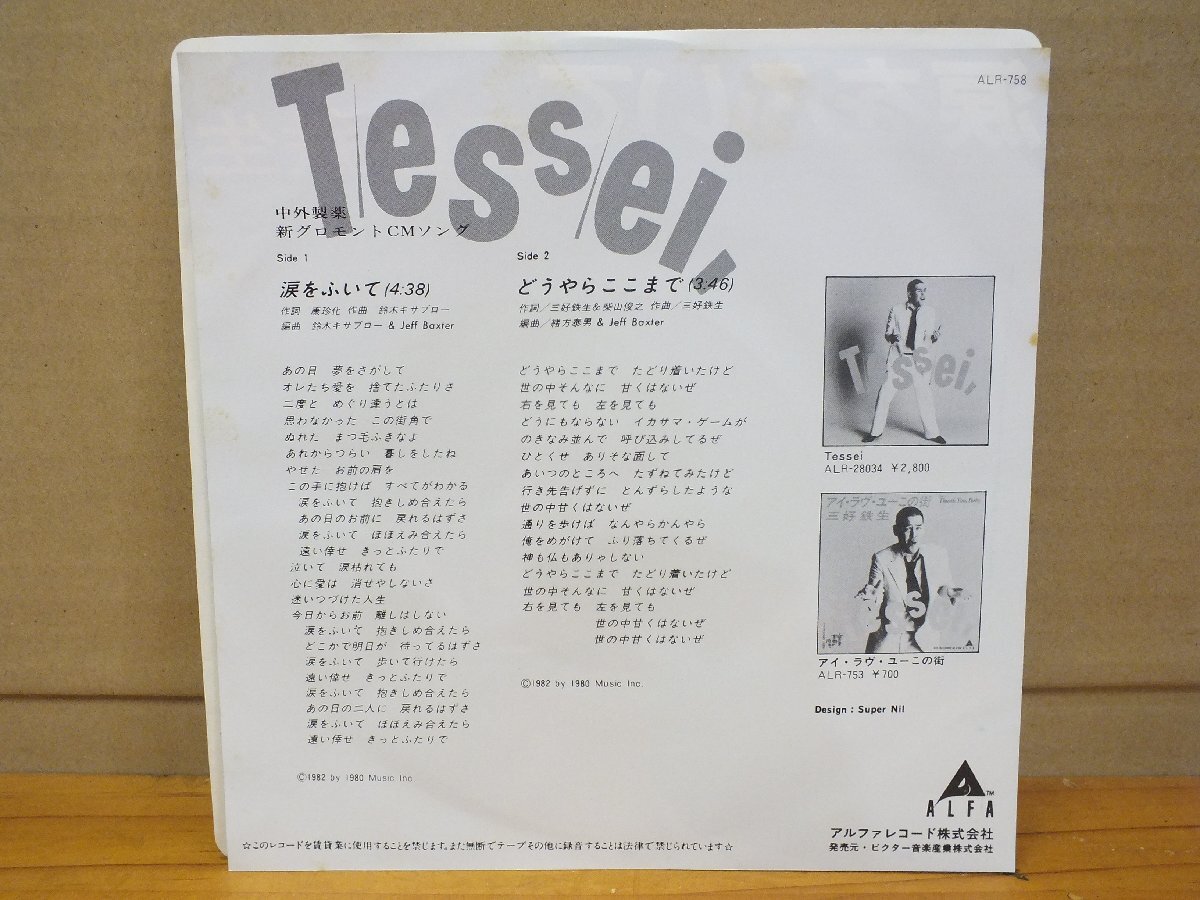 ALR-758
Tessei,
中外製薬
新グロモントCMソング
Side 1
涙をふいて(4:38)
作詞 康珍化 作曲 鈴木キサブロー
編曲 鈴木キサブロー & Jeff Baxter
あの日 夢をさがして
オレたち愛を 捨てたふたりさ
二度と めぐり逢うとは
思わなかった この街角で
ぬれた まつ毛ふきなよ
あれからつらい 暮しをしたね
やせた お前の肩を
この手に抱けば すべてがわかる
涙をふいて 抱きしめ合えたら
あの日のお前に 戻れるはずさ
涙をふいて ほほえみ合えたら
遠い倖せ きっとふたりで
泣いて 涙枯れても
心に愛は 消せやしないさ
迷いつづけた人生
今日からお前 離しはしない
涙をふいて 抱きしめ合えたら
どこかで明日が 待ってるはずさ
涙をふいて 歩いて行けたら
遠い倖せ きっとふたりで
涙をふいて 抱きしめ合えたら
あの日の二人に 戻れるはずさ
涙をふいて ほほえみ合えたら
遠い倖せ きっとふたりで
©1982 by 1980 Music Inc.
Side 2
どうやらここまで(3:46)
作詞/三好鉄生&柴山俊之 作曲/三好鉄生
編曲/緒方泰男 & Jeff Baxter
どうやらここまで たどり着いたけど
世の中そんなに 甘くはないぜ
右を見ても 左を見ても
どうにもならない イカサマ・ゲームが
のきなみ並んで 呼び込みしてるぜ
ひとくせ ありそな面して
あいつのところへ たずねてみたけど
行き先告げずに とんずらしたような
世の中甘くはないぜ
通りを歩けば なんやらかんやら
俺をめがけて ふり落ちてくるぜ
神も仏もありゃしない
どうやらここまで たどり着いたけど
世の中そんなに 甘くはないぜ
右を見ても 左を見ても
世の中甘くはないぜ
世の中甘くはないぜ
©1982 by 1980 Music Inc.
Tessei,
Tessei
ALR-28034 ¥2,800
アイ・ラヴ・ユーこの街
三好鉄生
アイ・ラヴ・ユーこの街
ALR-753 ¥700
Design : Super Nil
ALFA TM
アルファレコード株式会社
発売元・ビクター音楽産業株式会社
☆このレコードを賃貸業に使用することを禁じます。また無断でテープその他に録音することは法律で禁じられています☆